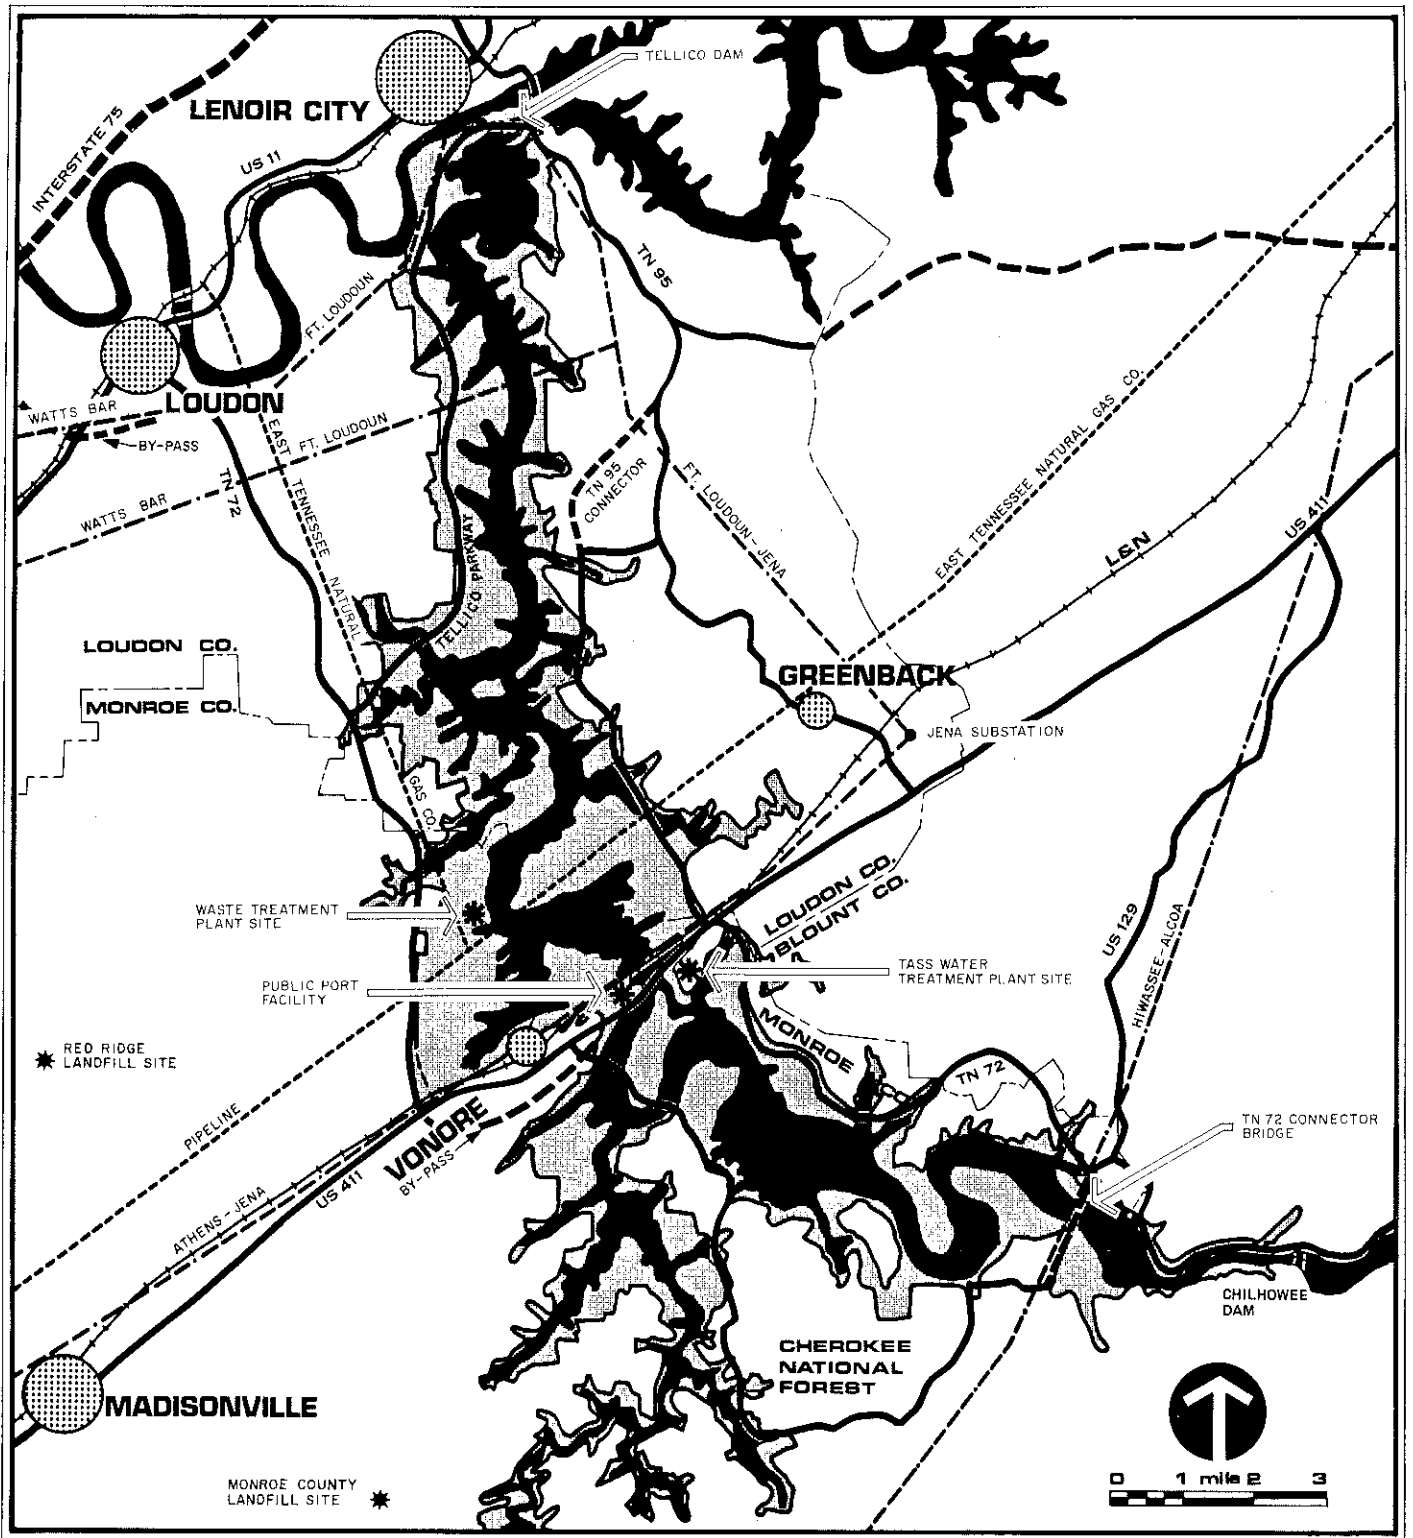 TELLICO DAM
LENOIR CITY
INTERSTATE 75
US 11
TN 95
FT. LOUDOUN
LOUDON
WATTS BAR
BY-PASS
FT. LOUDOUN
WATTS BAR
TN 72
EAST TENNESSEE NATURAL
GAS CO.
TN 95
CONNECTOR
FT. LOUDOUN - JENA
EAST TENNESSEE NATURAL GAS CO.
L&N
US 411
TELLICO PARKWAY
LOUDON CO.
MONROE CO.
GREENBACK
JENA SUBSTATION
LOUDON CO.
BLOUNT CO.
WASTE TREATMENT
PLANT SITE
PUBLIC PORT
FACILITY
TASS WATER
TREATMENT PLANT SITE
US 129
HIWASSEE-ALCOA
MONROE
TN 72
RED RIDGE
LANDFILL SITE
PIPELINE
VONORE
BY-PASS
ATHENS - JENA
US 411
TN 72 CONNECTOR
BRIDGE
CHILHOWEE
DAM
CHEROKEE
NATIONAL
FOREST
MADISONVILLE
MONROE COUNTY
LANDFILL SITE
0 1 mile 2 3